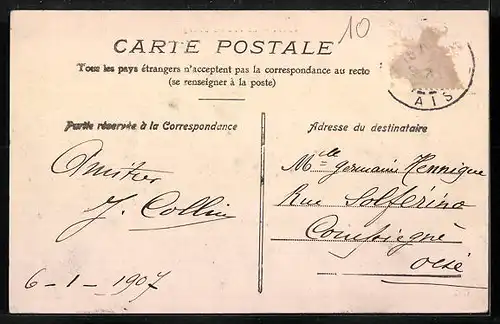 10
CARTE POSTALE
Tous les pays étrangers n'acceptent pas la correspondance au recto
(se renseigner à la poste)
Partie réservée à la Correspondance
Amitiés
J. Collin
6-1-1907
Adresse du destinataire
Mlle Germaine Hennique
Rue Solférino
Compiègne
Oise
AIS